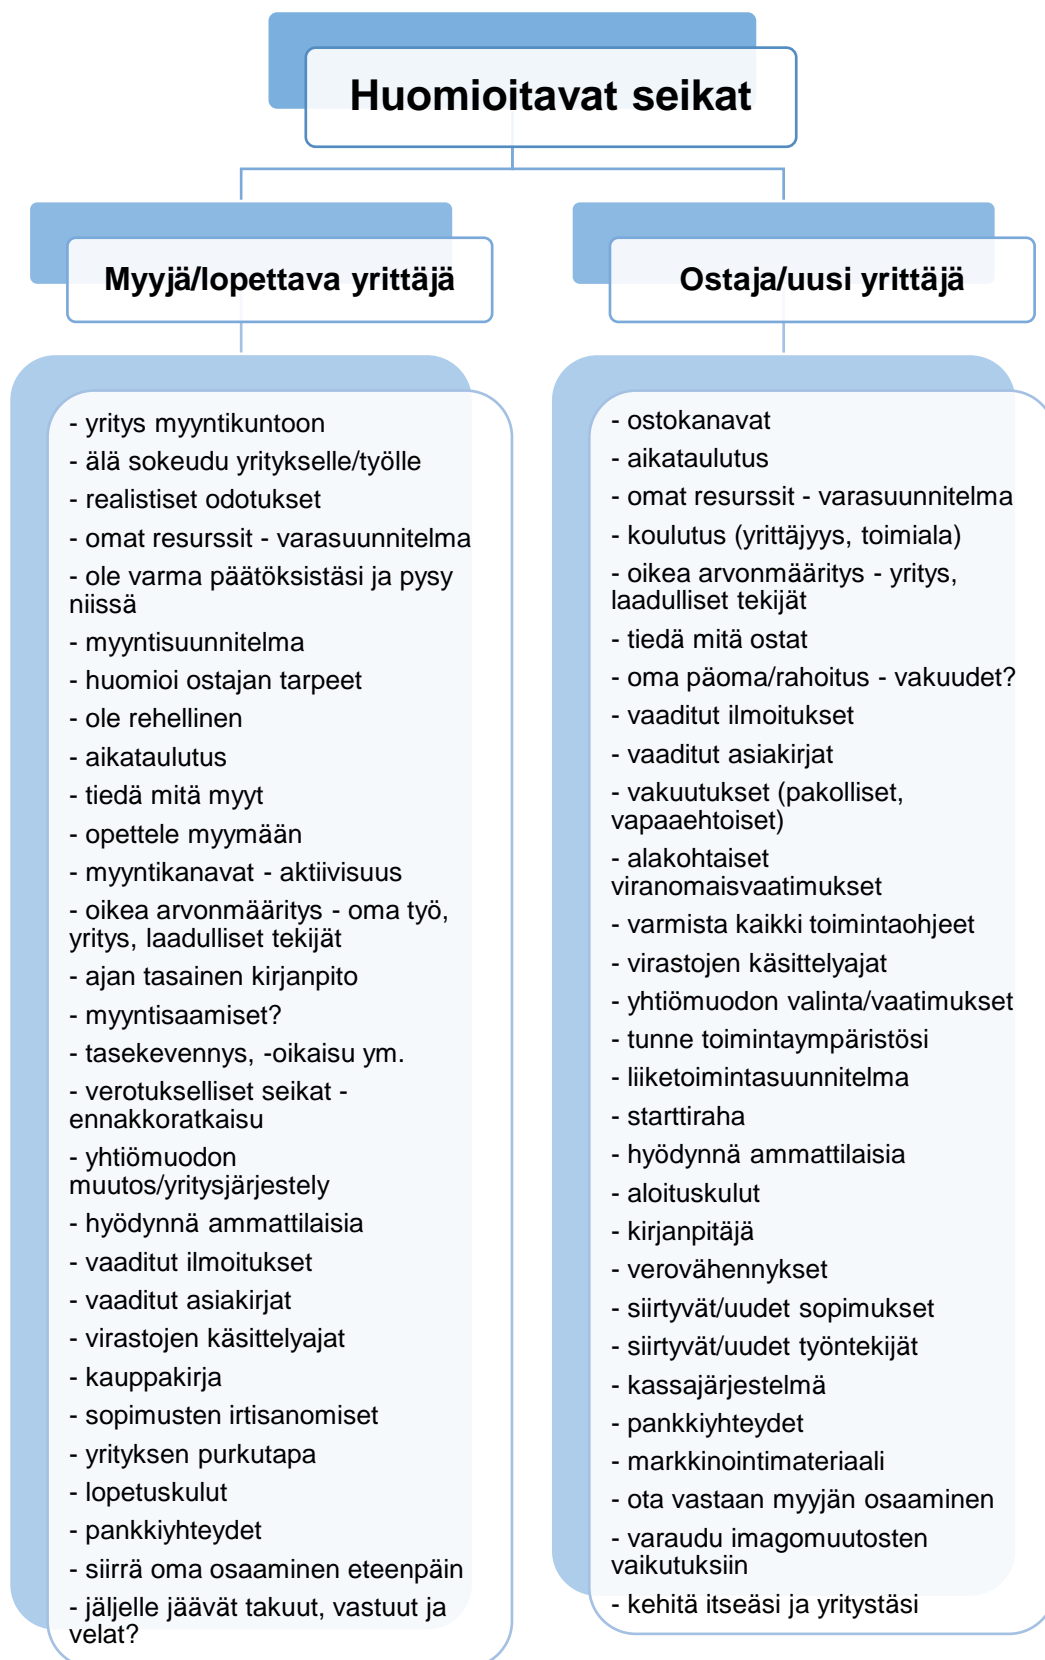 Huomioitavat seikat
Myyjä/lopettava yrittäjä
- yritys myyntikuntoon
- älä sokeudu yritykselle/työlle
- realistiset odotukset
- omat resurssit - varasuunnitelma
- ole varma päätöksistäsi ja pysy
niissä
- myyntisuunnitelma
- huomioi ostajan tarpeet
- ole rehellinen
- aikataulutus
- tiedä mitä myyt
- opettele myymään
- myyntikanavat - aktiivisuus
- oikea arvonmääritys - oma työ,
yritys, laadulliset tekijät
- ajan tasainen kirjanpito
- myyntisaamiset?
- tasekevennys, -oikaisu ym.
- verotukselliset seikat -
ennakkoratkaisu
- yhtiömuodon
muutos/yritysjärjestely
- hyödynnä ammattilaisia
- vaaditut ilmoitukset
- vaaditut asiakirjat
- virastojen käsittelyajat
- kauppakirja
- sopimusten irtisanomiset
- yrityksen purkutapa
- lopetuskulut
- pankkiyhteydet
- siirrä oma osaaminen eteenpäin
- jäljelle jäävät takuut, vastuut ja
velat?
Ostaja/uusi yrittäjä
- ostokanavat
- aikataulutus
- omat resurssit - varasuunnitelma
- koulutus (yrittäjyys, toimiala)
- oikea arvonmääritys - yritys,
laadulliset tekijät
- tiedä mitä ostat
- oma päoma/rahoitus - vakuudet?
- vaaditut ilmoitukset
- vaaditut asiakirjat
- vakuutukset (pakolliset,
vapaaehtoiset)
- alakohtaiset
viranomaisvaatimukset
- varmista kaikki toimintaohjeet
- virastojen käsittelyajat
- yhtiömuodon valinta/vaatimukset
- tunne toimintaympäristösi
- liiketoimintasuunnitelma
- starttiraha
- hyödynnä ammattilaisia
- aloituskulut
- kirjanpitäjä
- verovähennykset
- siirtyvät/uudet sopimukset
- siirtyvät/uudet työntekijät
- kassajärjestelmä
- pankkiyhteydet
- markkinointimateriaali
- ota vastaan myyjän osaaminen
- varaudu imagomuutosten
vaikutuksiin
- kehitä itseäsi ja yritystäsi